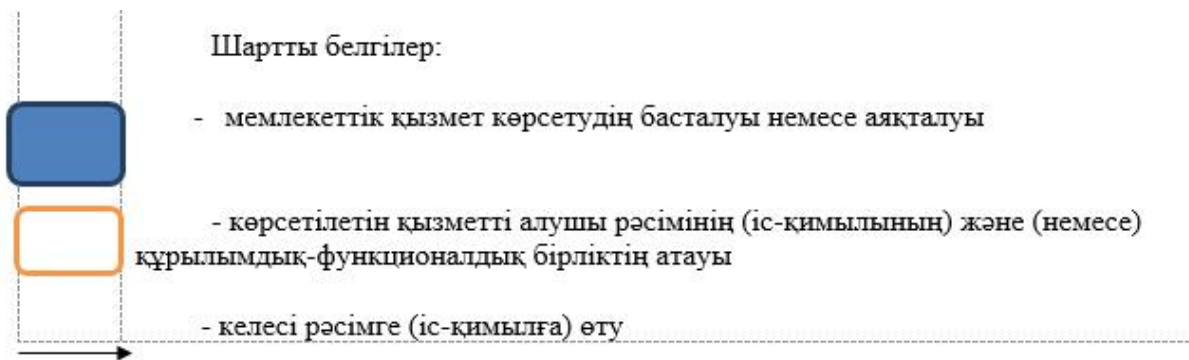 Шартты белгілер:
- мемлекеттік қызмет көрсетудің басталуы немесе аяқталуы
- көрсетілетін қызметті алушы рәсімінің (іс-қимылының) және (немесе)
құрылымдық-функционалдық бірліктің атауы
- келесі рәсімге (іс-қимылға) өту